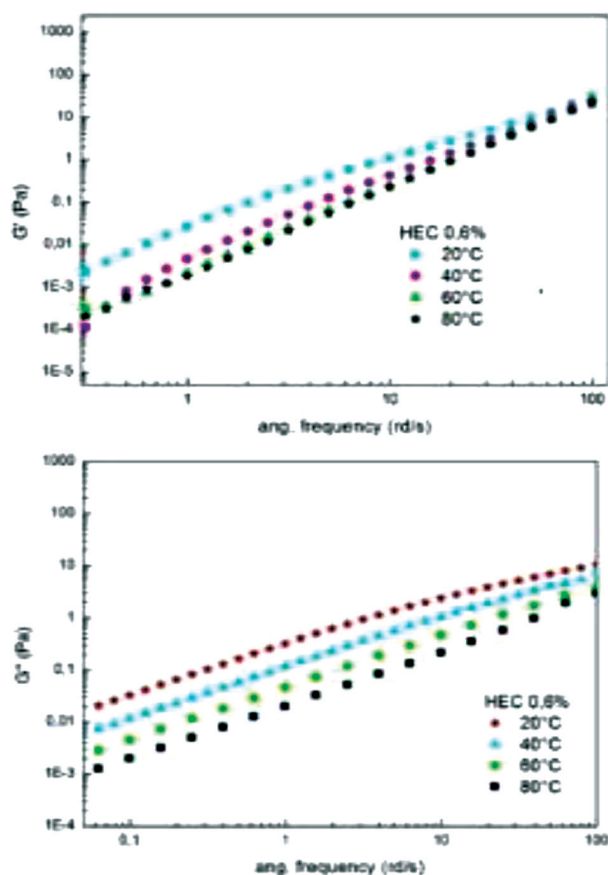 1000
100
10
1
0.1
0.01
1E-3
1E-4
1E-5
G' (Pa)
HEC 0.6%
20°C
40°C
60°C
80°C
1
10
100
ang. frequency (rd/s)
1000
100
10
1
0.1
0.01
1E-3
1E-4
G" (Pa)
HEC 0.6%
20°C
40°C
60°C
80°C
0.1
1
10
100
ang. frequency (rd/s)